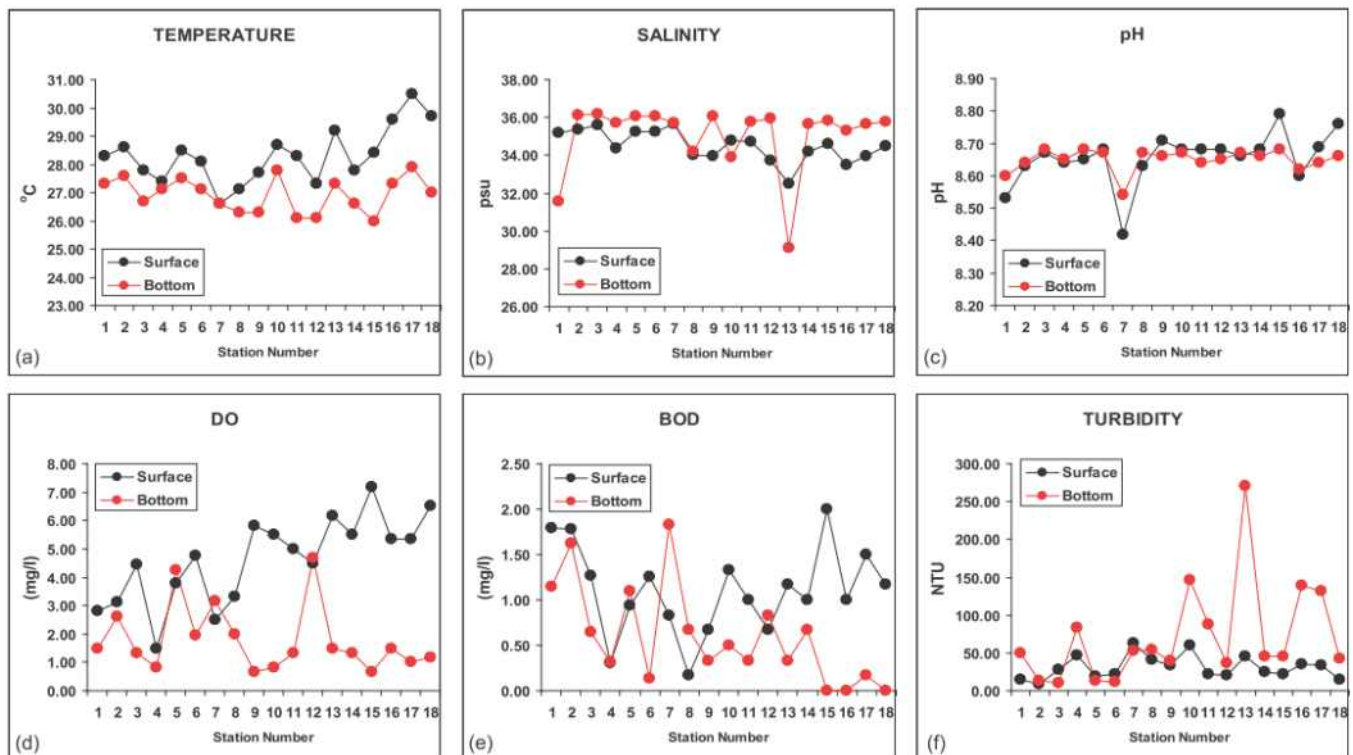 TEMPERATURE
31.00
30.00
29.00
28.00
27.00
26.00
25.00
24.00
23.00
°C
Surface
Bottom
1 2 3 4 5 6 7 8 9 10 11 12 13 14 15 16 17 18
Station Number
(a)
SALINITY
38.00
36.00
34.00
32.00
30.00
28.00
26.00
psu
Surface
Bottom
1 2 3 4 5 6 7 8 9 10 11 12 13 14 15 16 17 18
Station Number
(b)
pH
8.90
8.80
8.70
8.60
8.50
8.40
8.30
8.20
pH
Surface
Bottom
1 2 3 4 5 6 7 8 9 10 11 12 13 14 15 16 17 18
Station Number
(c)
DO
8.00
7.00
6.00
5.00
4.00
3.00
2.00
1.00
0.00
(mg/l)
Surface
Bottom
1 2 3 4 5 6 7 8 9 10 11 12 13 14 15 16 17 18
Station Number
(d)
BOD
2.50
2.00
1.50
1.00
0.50
0.00
(mg/l)
Surface
Bottom
1 2 3 4 5 6 7 8 9 10 11 12 13 14 15 16 17 18
Station Number
(e)
TURBIDITY
300.00
250.00
200.00
150.00
100.00
50.00
0.00
NTU
Surface
Bottom
1 2 3 4 5 6 7 8 9 10 11 12 13 14 15 16 17 18
Station Number
(f)